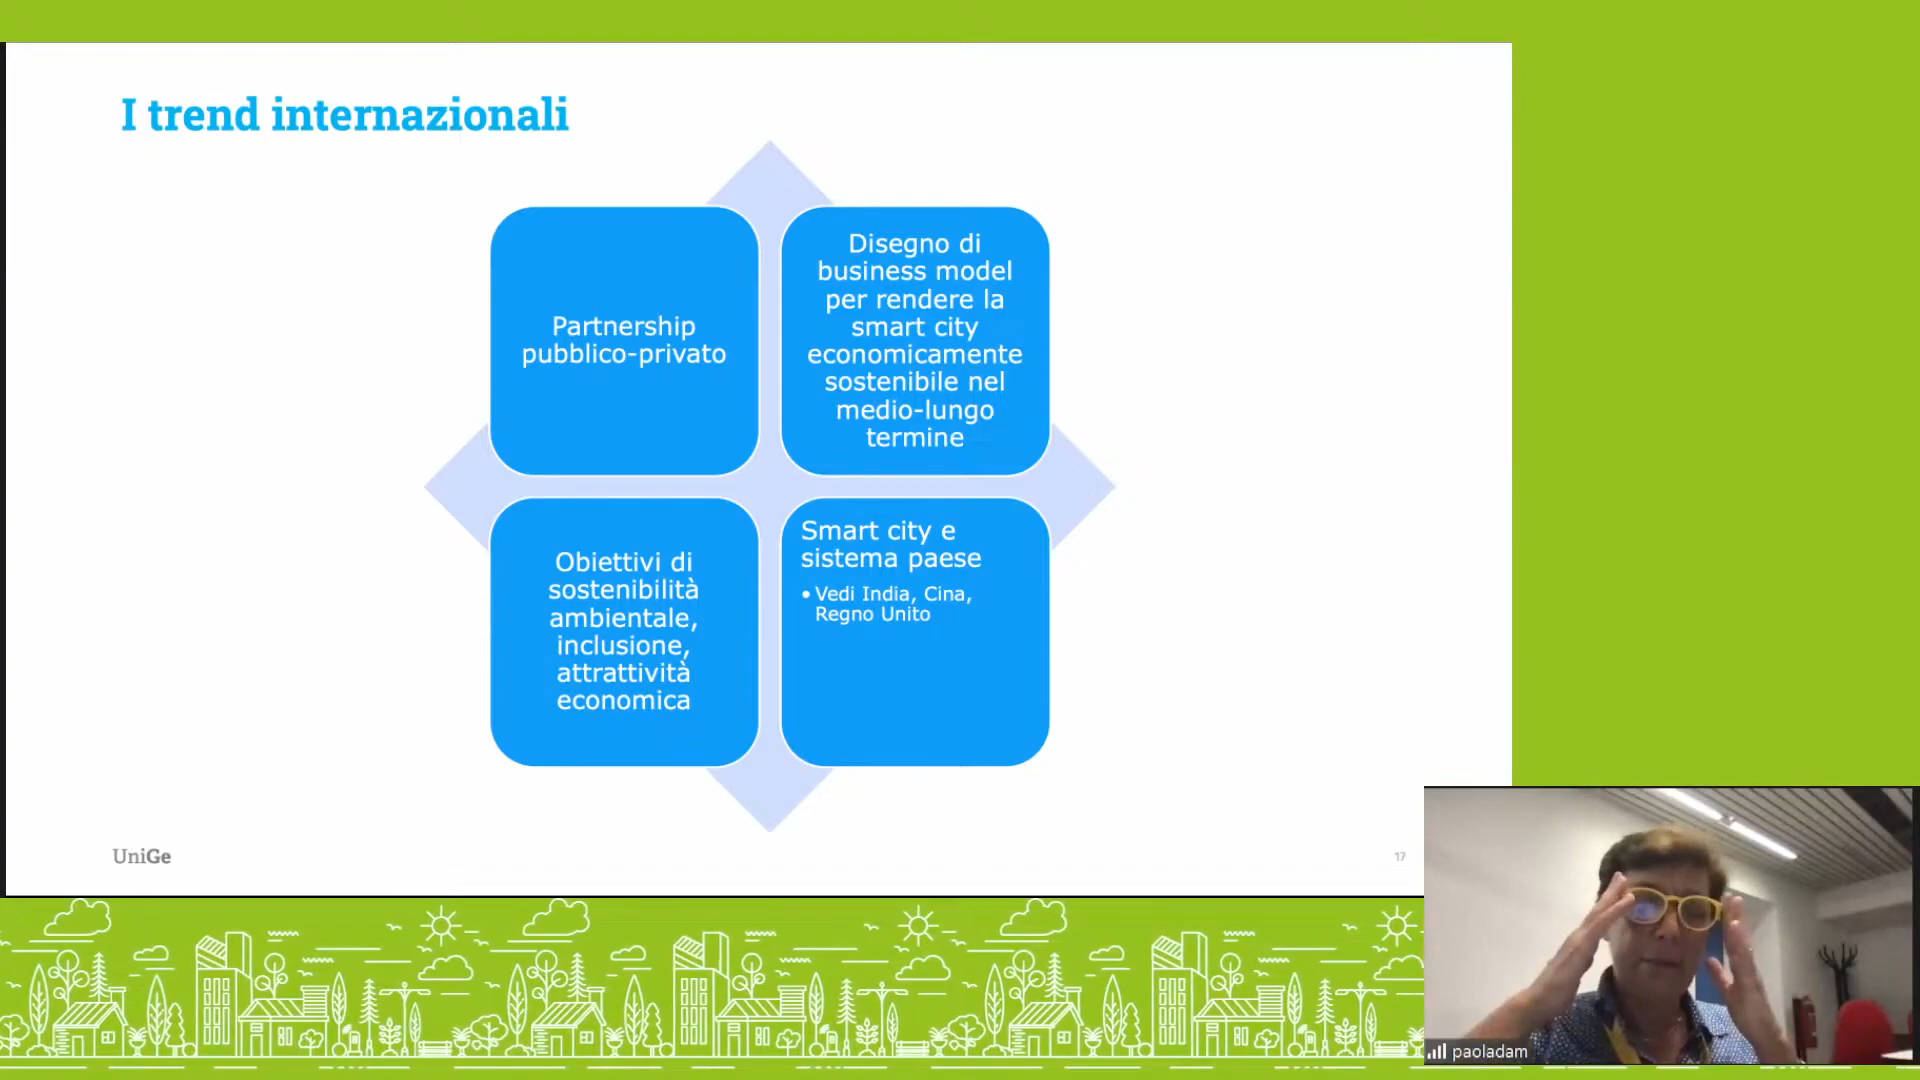 I trend internazionali
Partnership
pubblico-privato
Disegno di
business model
per rendere la
smart city
economicamente
sostenibile nel
medio-lungo
termine
Obiettivi di
sostenibilità
ambientale,
inclusione,
attrattività
economica
Smart city e
sistema paese
• Vedi India, Cina,
Regno Unito
UniGe
17
paoladam